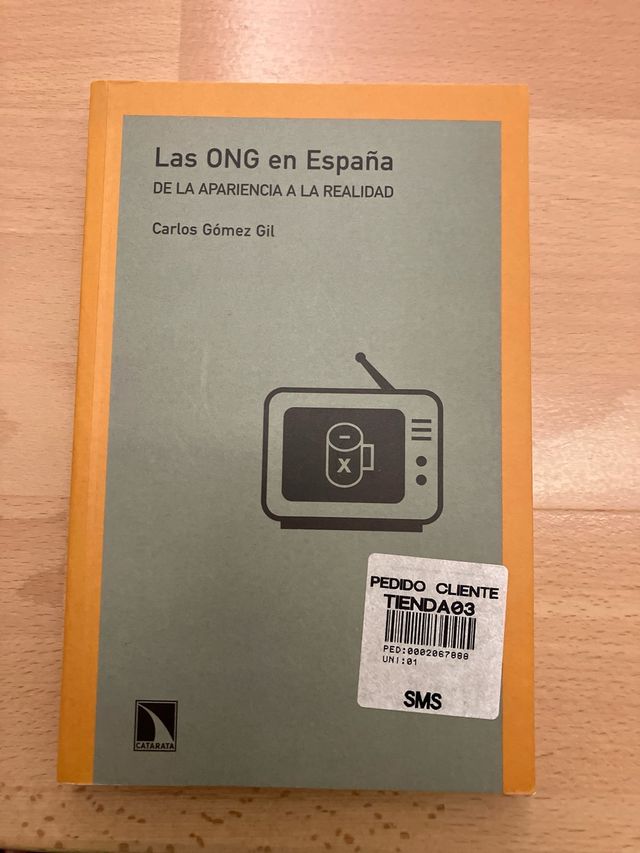 Las ONG en España
DE LA APARIENCIA A LA REALIDAD
Carlos Gómez Gil
- 
X
PEDIDO CLIENTE
TIENDA03
PED:0002067888
UNI:01
SMS
CATARATA